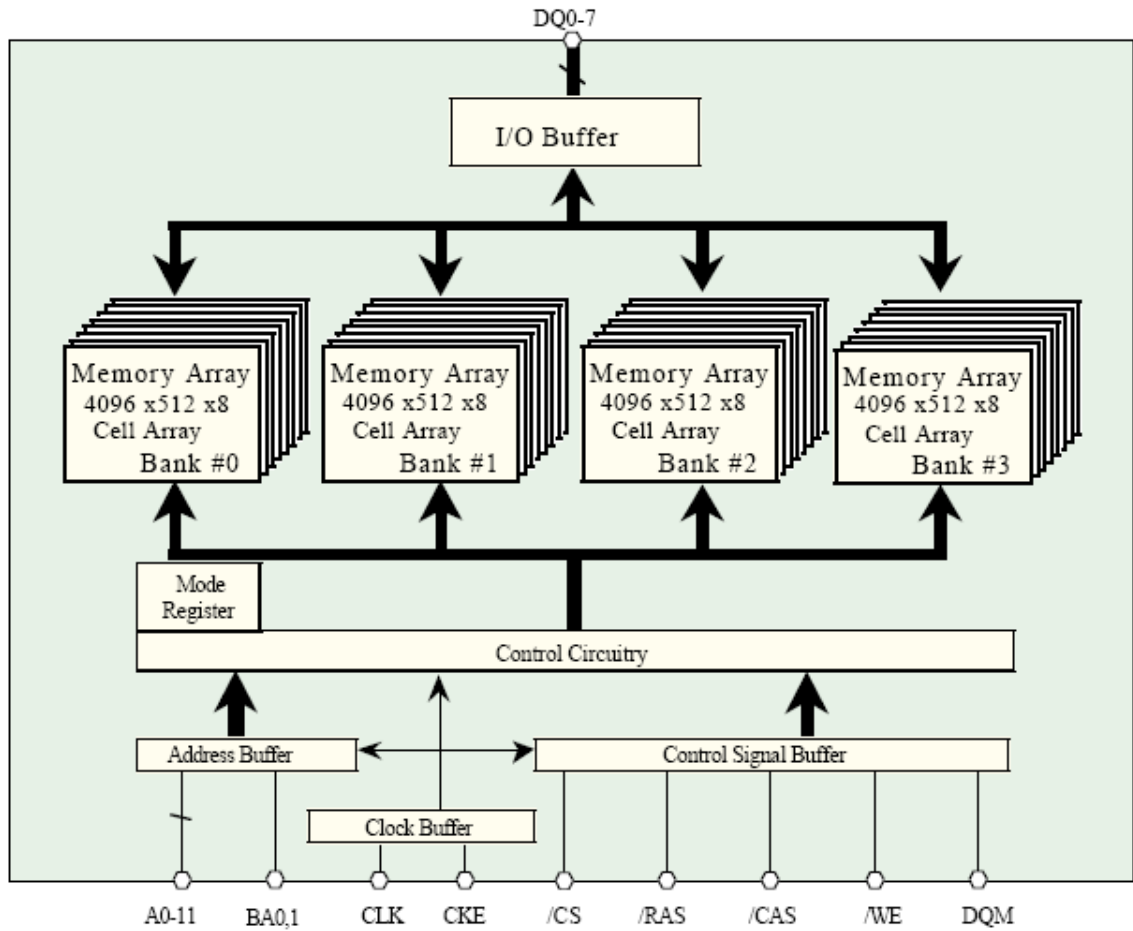 DQ0-7
I/O Buffer
Memory Array
4096 x512 x8
Cell Array
Bank #0
Memory Array
4096 x512 x8
Cell Array
Bank #1
Memory Array
4096 x512 x8
Cell Array
Bank #2
Memory Array
4096 x512 x8
Cell Array
Bank #3
Mode
Register
Control Circuitry
Address Buffer
Control Signal Buffer
Clock Buffer
A0-11
BA0,1
CLK
CKE
/CS
/RAS
/CAS
/WE
DQM